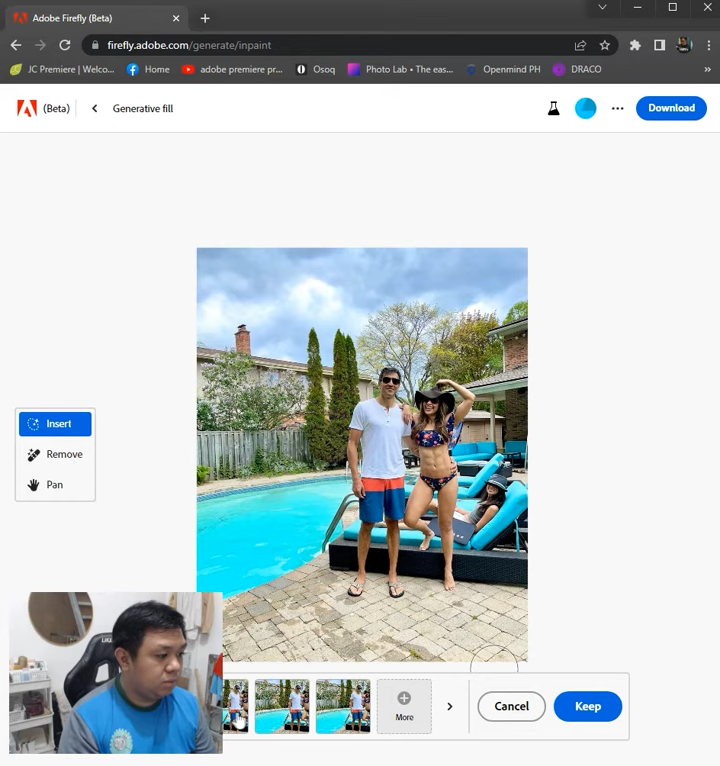 Adobe Firefly (Beta)
firefly.adobe.com/generate/inpaint
JC Premiere | Welco...
Home
adobe premiere pr...
Osoq
Photo Lab • The eas...
Openmind PH
DRACO
(Beta)
Generative fill
Download
Insert
Remove
Pan
More
Cancel
Keep